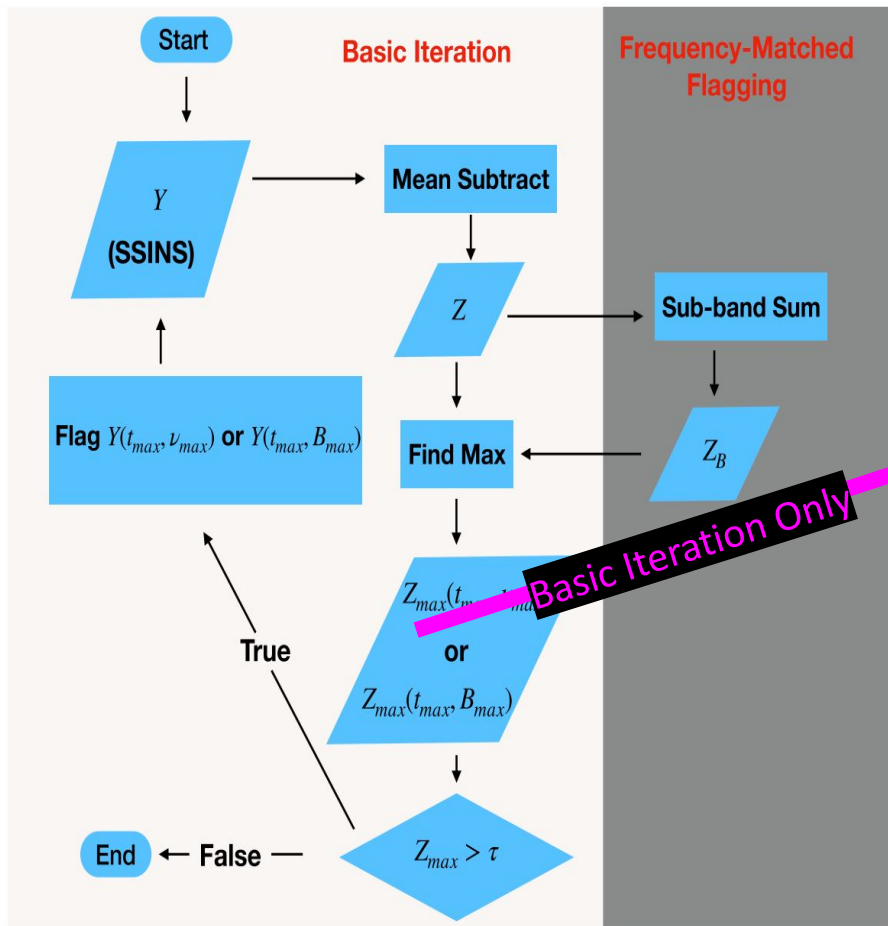 Start
Basic Iteration
Frequency-Matched
Flagging
Y
(SSINS)
Mean Subtract
Z
Sub-band Sum
Flag Y(t_max, ν_max) or Y(t_max, B_max)
Find Max
Z_B
Basic Iteration Only
Z_max(t
or
Z_max(t_max, B_max)
True
Z_max > τ
False
End